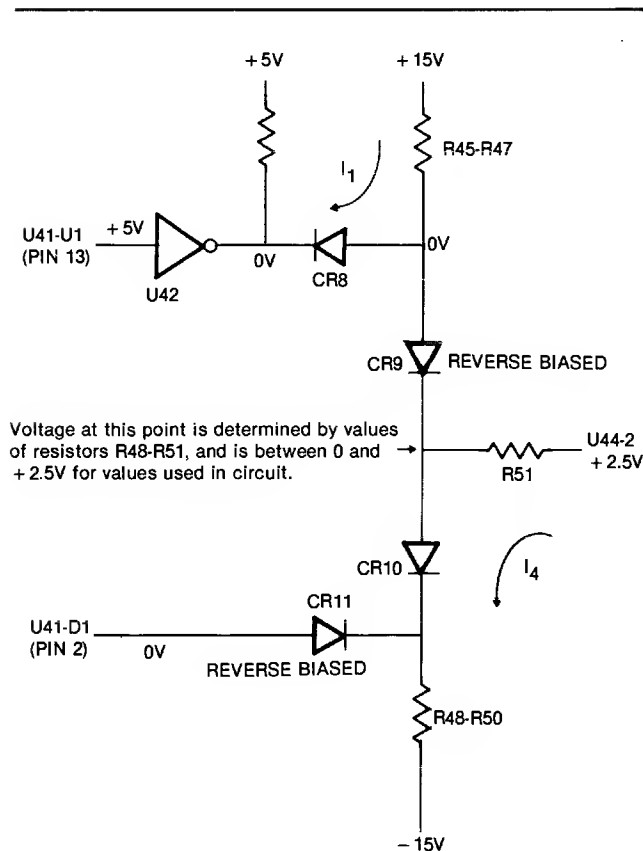 +5V
+15V
R45-R47
I1
U41-U1
(PIN 13)
+5V
U42
0V
CR8
0V
CR9
REVERSE BIASED
Voltage at this point is determined by values
of resistors R48-R51, and is between 0 and
+2.5V for values used in circuit.
U44-2
+2.5V
R51
CR10
I4
CR11
U41-D1
(PIN 2)
0V
REVERSE BIASED
R48-R50
−15V